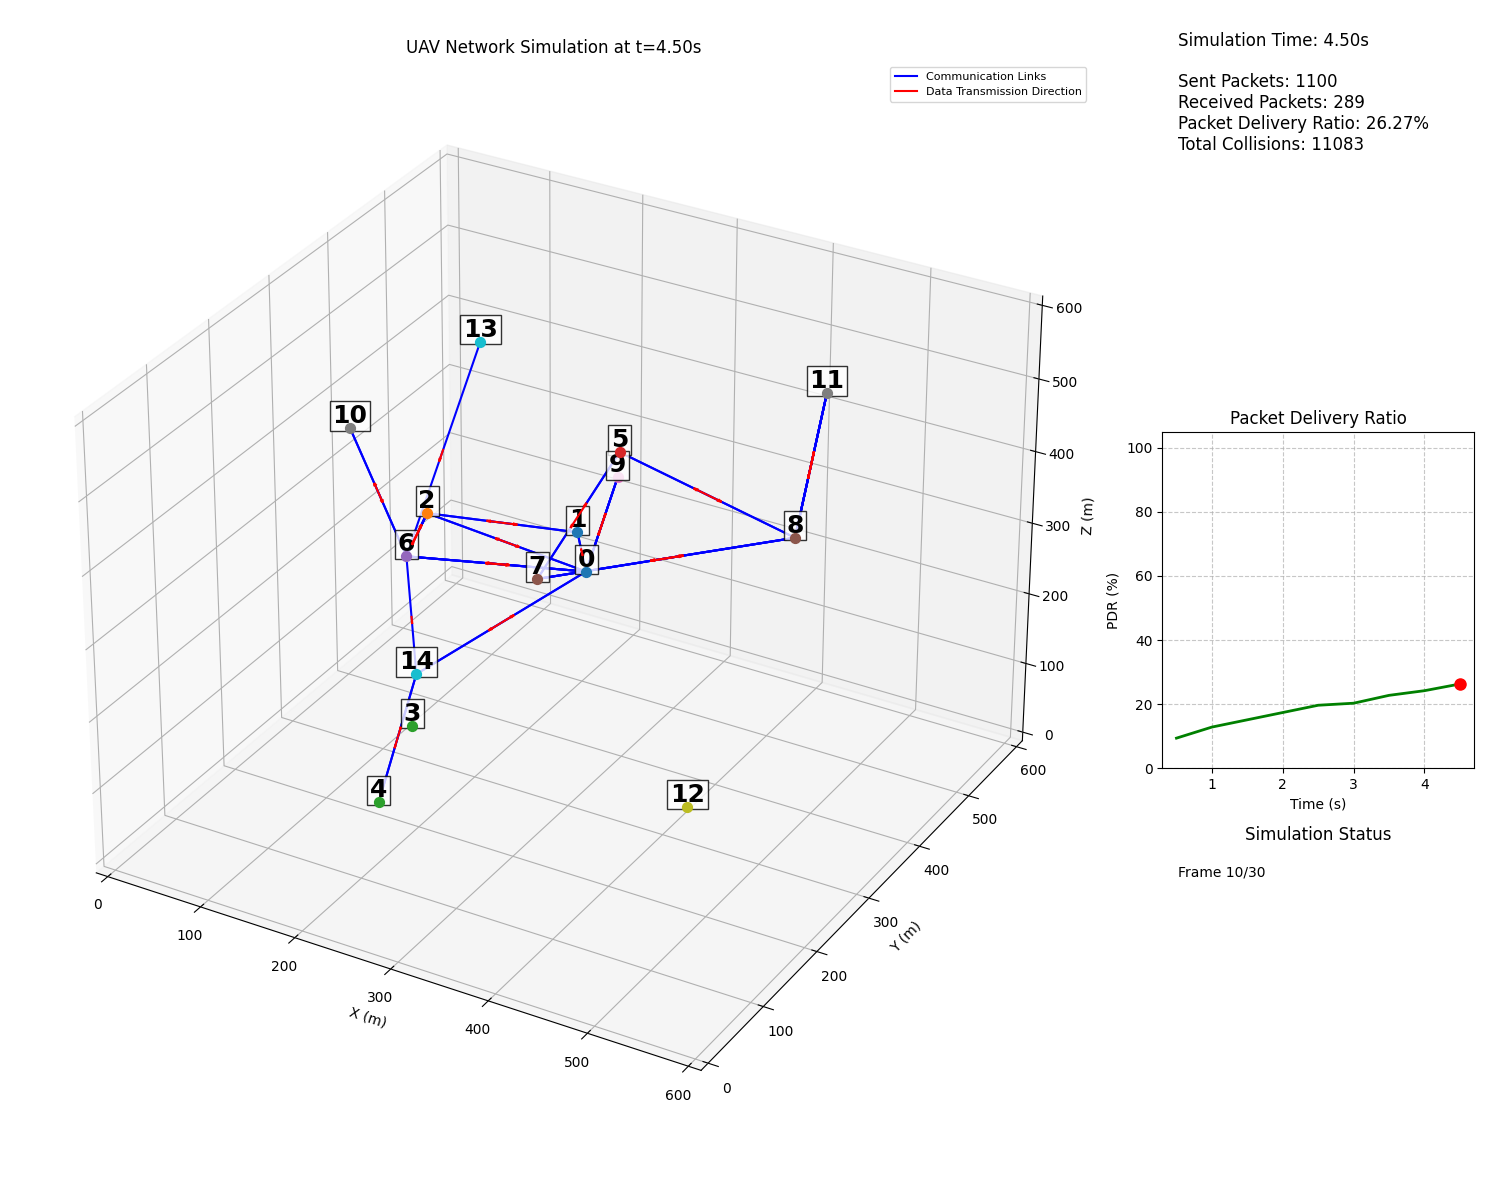 UAV Network Simulation at t=4.50s
Communication Links
Data Transmission Direction
Simulation Time: 4.50s
Sent Packets: 1100
Received Packets: 289
Packet Delivery Ratio: 26.27%
Total Collisions: 11083
13
11
10
5
9
2
1
8
6
0
7
14
3
4
12
600
500
400
300
200
100
0
Z (m)
600
500
400
300
200
100
0
Y (m)
0
100
200
300
400
500
600
X (m)
Packet Delivery Ratio
100
80
60
40
20
0
PDR (%)
1
2
3
4
Time (s)
Simulation Status
Frame 10/30